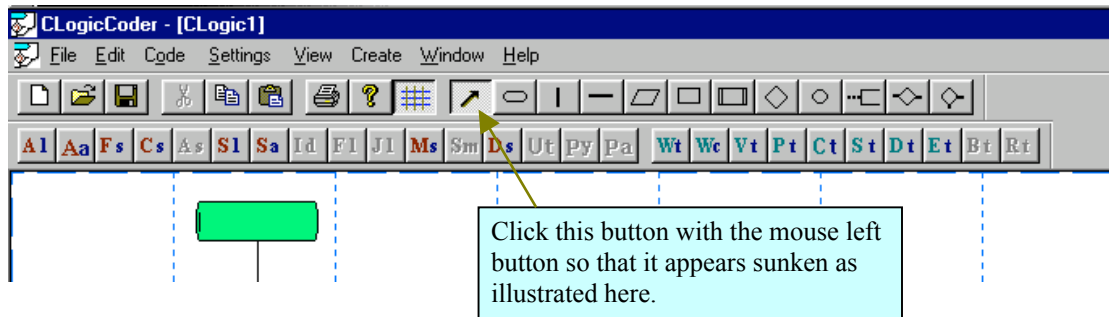 CLogicCoder - [CLogic1]
File Edit Code Settings View Create Window Help
A1 Aa Fs Cs As S1 Sa Id F1 J1 Ms Sm Ds Ut Py Pa Wt Wc Vt Pt Ct St Dt Et Bt Rt
Click this button with the mouse left
button so that it appears sunken as
illustrated here.